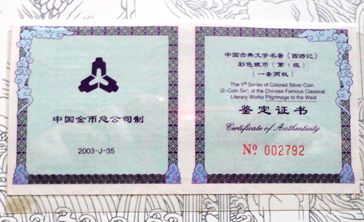 中国金币总公司制
2003-J-35
中国古典文学名著《西游记》
彩色银币（第1组）
（一套两枚）
The 1st Series of Colored Silver Coin
(2-Coin Set) of the Chinese Famous Classical
Literary Works Pilgrimage to the West
鉴定证书
Certificate of Authenticity
Nº 002792